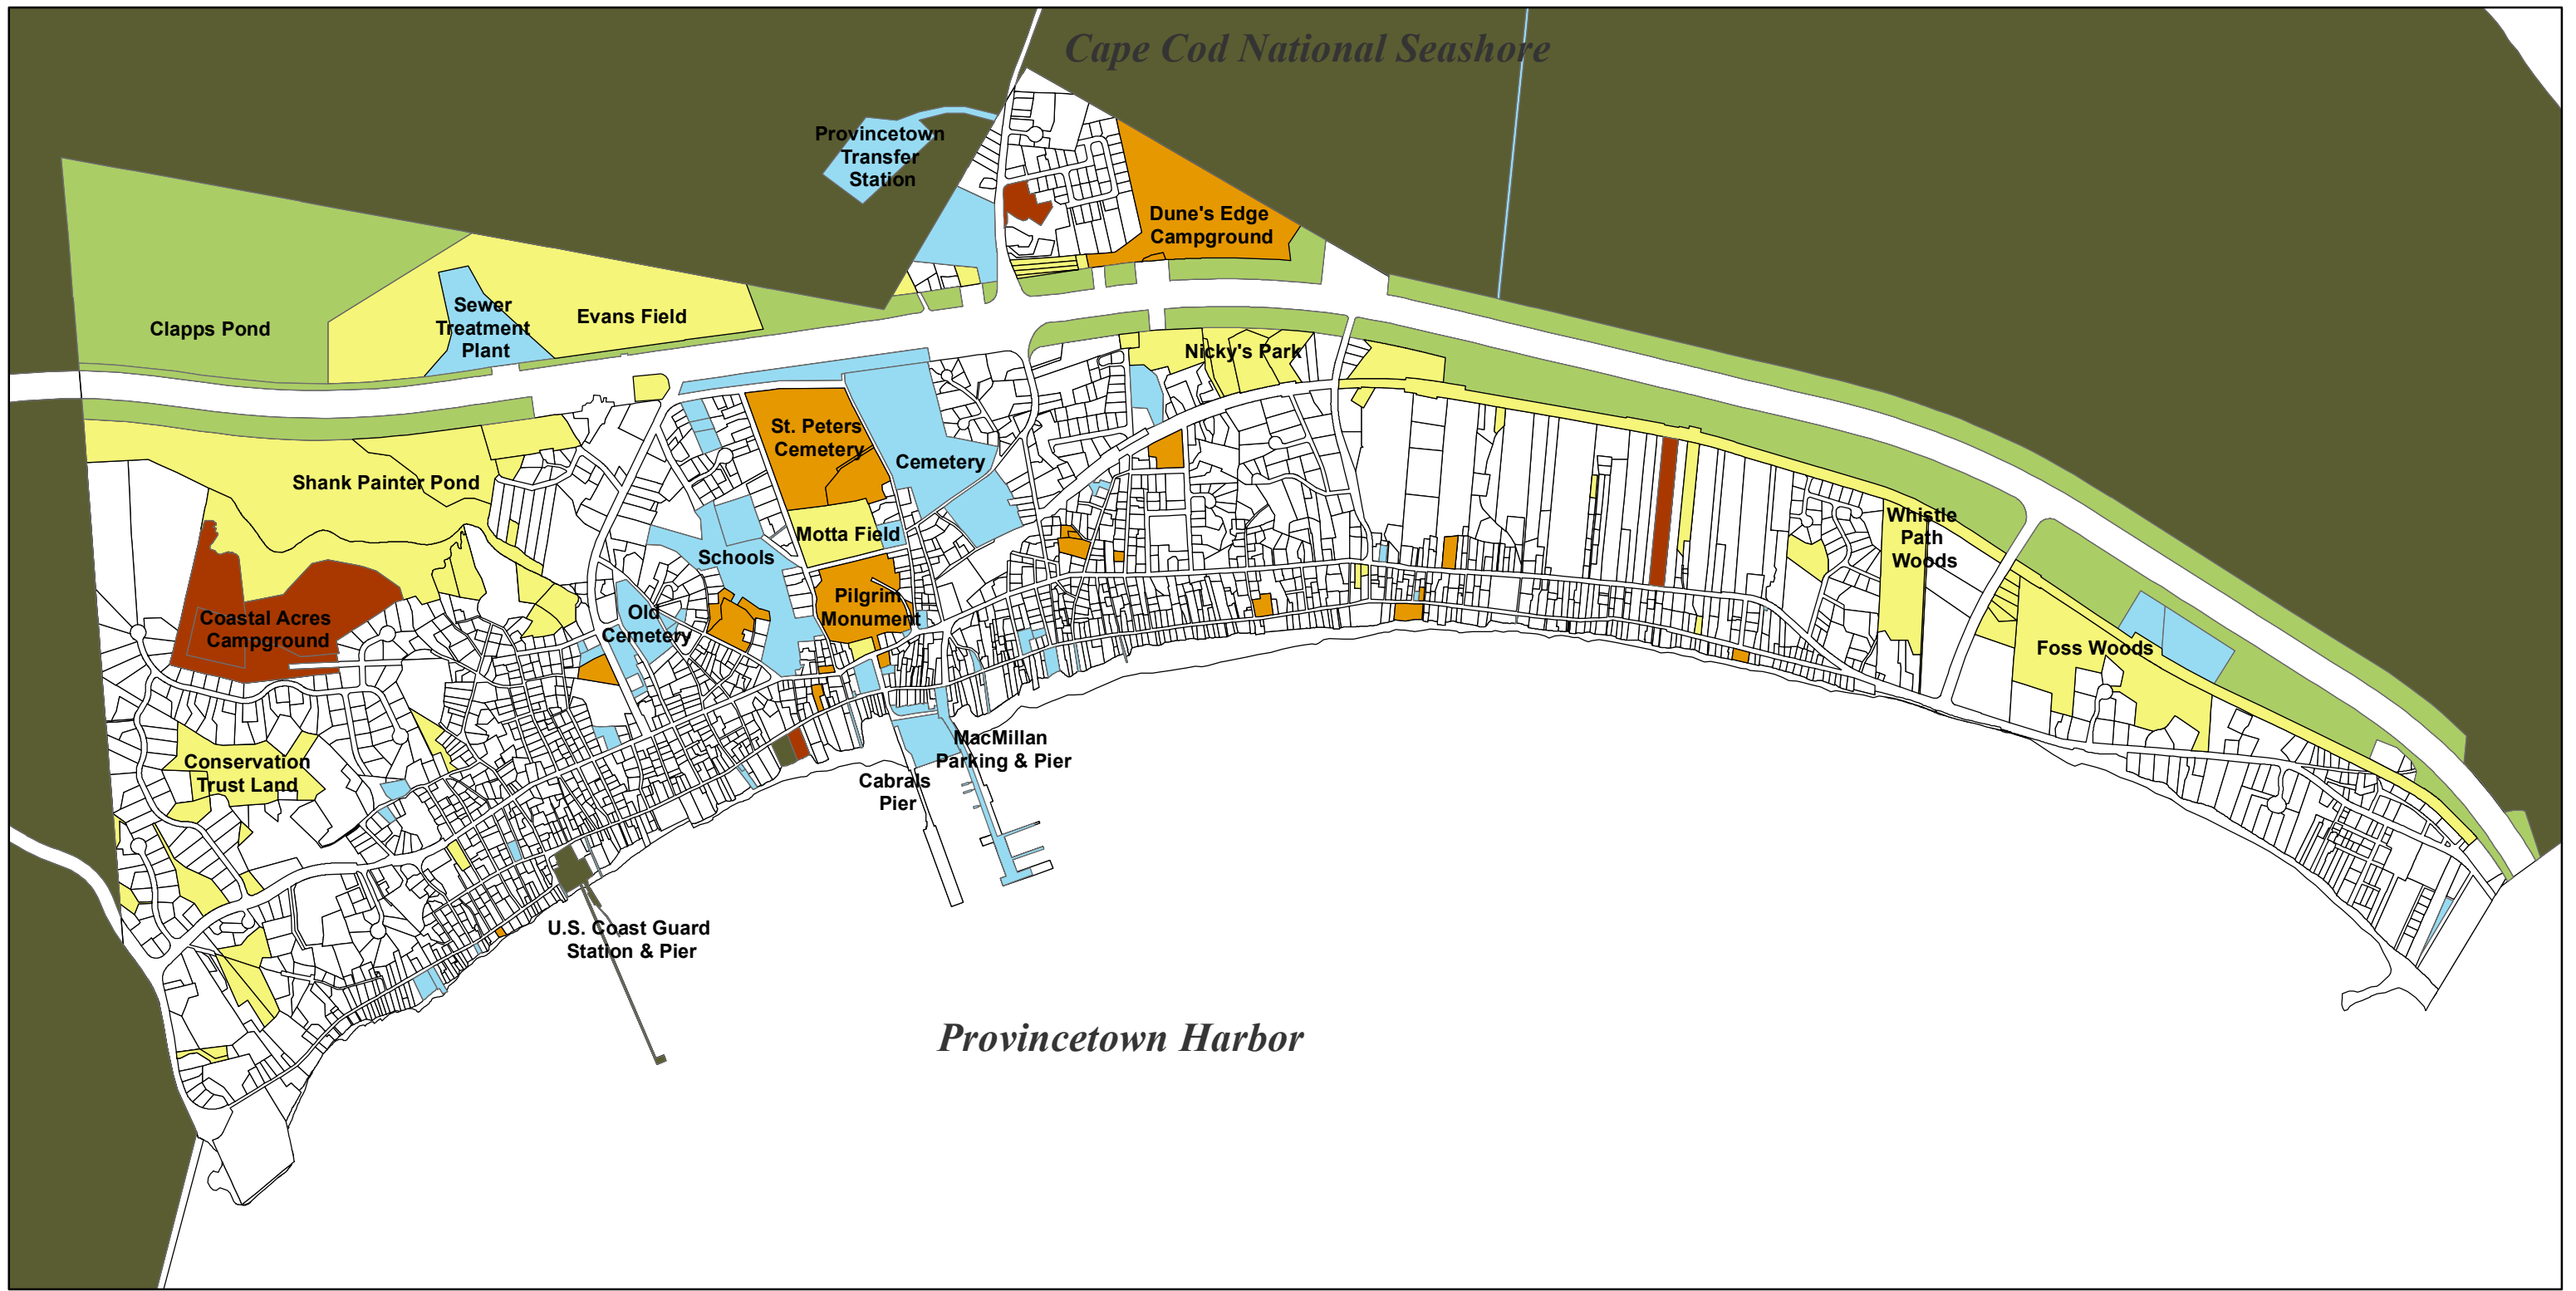 Cape Cod National Seashore
Provincetown
Transfer
Station
Dune's Edge
Campground
Clapps Pond
Sewer
Treatment
Plant
Evans Field
Nicky's Park
St. Peters
Cemetery
Cemetery
Shank Painter Pond
Motta Field
Schools
Whistle
Path
Woods
Coastal Acres
Campground
Old
Cemetery
Pilgrim
Monument
Foss Woods
Conservation
Trust Land
MacMillan
Parking & Pier
Cabrals
Pier
U.S. Coast Guard
Station & Pier
Provincetown Harbor